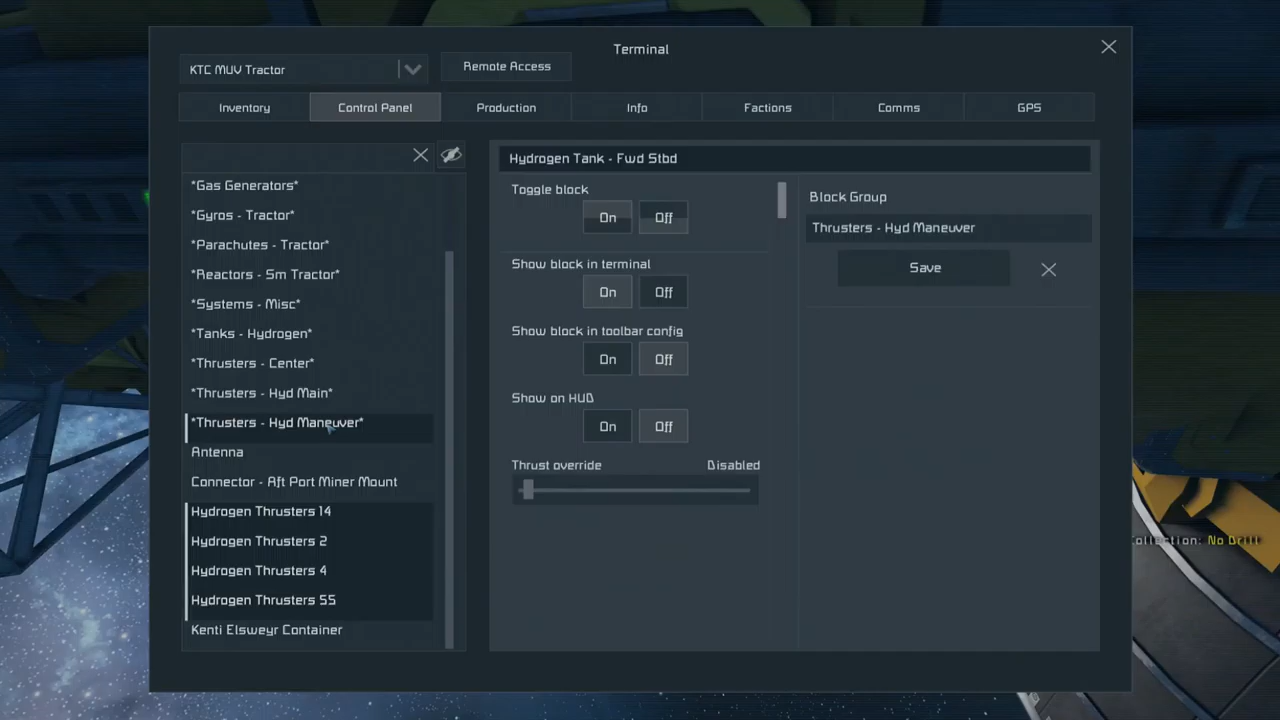 Terminal
KTC MUV Tractor
Remote Access
Inventory
Control Panel
Production
Info
Factions
Comms
GPS
*Gas Generators*
*Gyros - Tractor*
*Parachutes - Tractor*
*Reactors - Sm Tractor*
*Systems - Misc*
*Tanks - Hydrogen*
*Thrusters - Center*
*Thrusters - Hyd Main*
*Thrusters - Hyd Maneuver*
Antenna
Connector - Aft Port Miner Mount
Hydrogen Thrusters 14
Hydrogen Thrusters 2
Hydrogen Thrusters 4
Hydrogen Thrusters 55
Kenti Elsweyr Container
Hydrogen Tank - Fwd Stbd
Toggle block
On Off
Show block in terminal
On Off
Show block in toolbar config
On Off
Show on HUD
On Off
Thrust override Disabled
Block Group
Thrusters - Hyd Maneuver
Save
Collection: No Drill